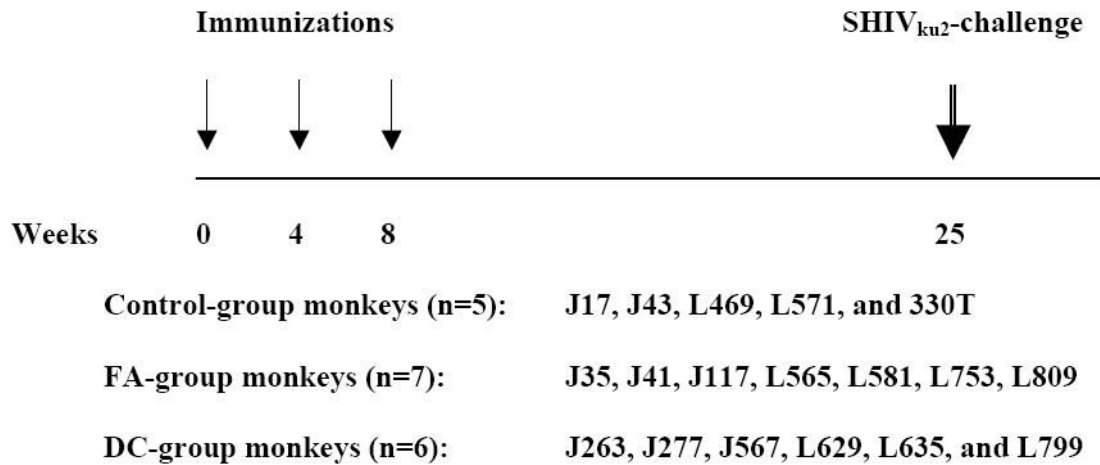 Immunizations SHIVku2-challenge
Weeks 0 4 8 25
Control-group monkeys (n=5): J17, J43, L469, L571, and 330T
FA-group monkeys (n=7): J35, J41, J117, L565, L581, L753, L809
DC-group monkeys (n=6): J263, J277, J567, L629, L635, and L799